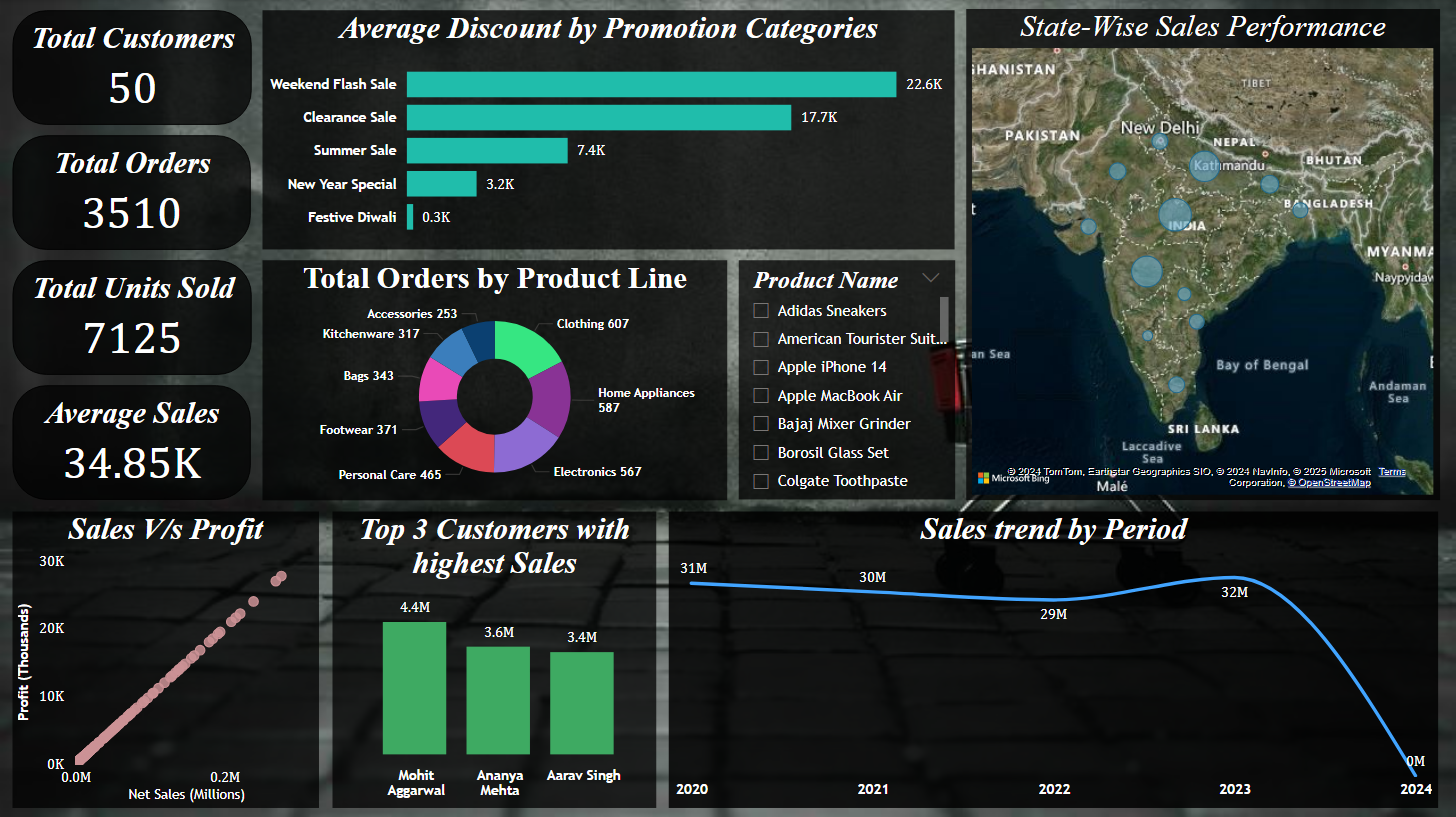 Total Customers
50
Total Orders
3510
Total Units Sold
7125
Average Sales
34.85K
Average Discount by Promotion Categories
Weekend Flash Sale 22.6K
Clearance Sale 17.7K
Summer Sale 7.4K
New Year Special 3.2K
Festive Diwali 0.3K
Total Orders by Product Line
Accessories 253
Clothing 607
Kitchenware 317
Bags 343
Home Appliances
587
Footwear 371
Personal Care 465
Electronics 567
Product Name
Adidas Sneakers
American Tourister Suit...
Apple iPhone 14
Apple MacBook Air
Bajaj Mixer Grinder
Borosil Glass Set
Colgate Toothpaste
State-Wise Sales Performance
GHANISTAN
TIBET
PAKISTAN
New Delhi
NEPAL
Kathmandu
BHUTAN
BANGLADESH
INDIA
MYANMA
Naypyidaw
an Sea
Bay of Bengal
Andaman
Sea
SRI LANKA
Laccadive
Sea
Malé
Microsoft Bing
© 2024 TomTom, Earthstar Geographics SIO, © 2024 NavInfo, © 2025 Microsoft Terms
Corporation, © OpenStreetMap
Sales V/s Profit
30K
20K
10K
0K
Profit (Thousands)
0.0M 0.2M
Net Sales (Millions)
Top 3 Customers with
highest Sales
4.4M
3.6M
3.4M
Mohit
Aggarwal
Ananya
Mehta
Aarav Singh
Sales trend by Period
31M
30M
29M
32M
0M
2020 2021 2022 2023 2024